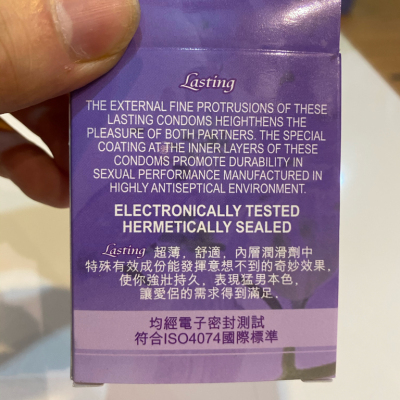 Lasting
THE EXTERNAL FINE PROTRUSIONS OF THESE
LASTING CONDOMS HEIGHTHENS THE
PLEASURE OF BOTH PARTNERS. THE SPECIAL
COATING AT THE INNER LAYERS OF THESE
CONDOMS PROMOTE DURABILITY IN
SEXUAL PERFORMANCE MANUFACTURED IN
HIGHLY ANTISEPTICAL ENVIRONMENT.
ELECTRONICALLY TESTED
HERMETICALLY SEALED
Lasting 超薄，舒適，內層潤滑劑中
特殊有效成份能發揮意想不到的奇妙效果，
使你強壯持久，表現猛男本色，
讓愛侶的需求得到滿足。
均經電子密封測試
符合ISO4074國際標準